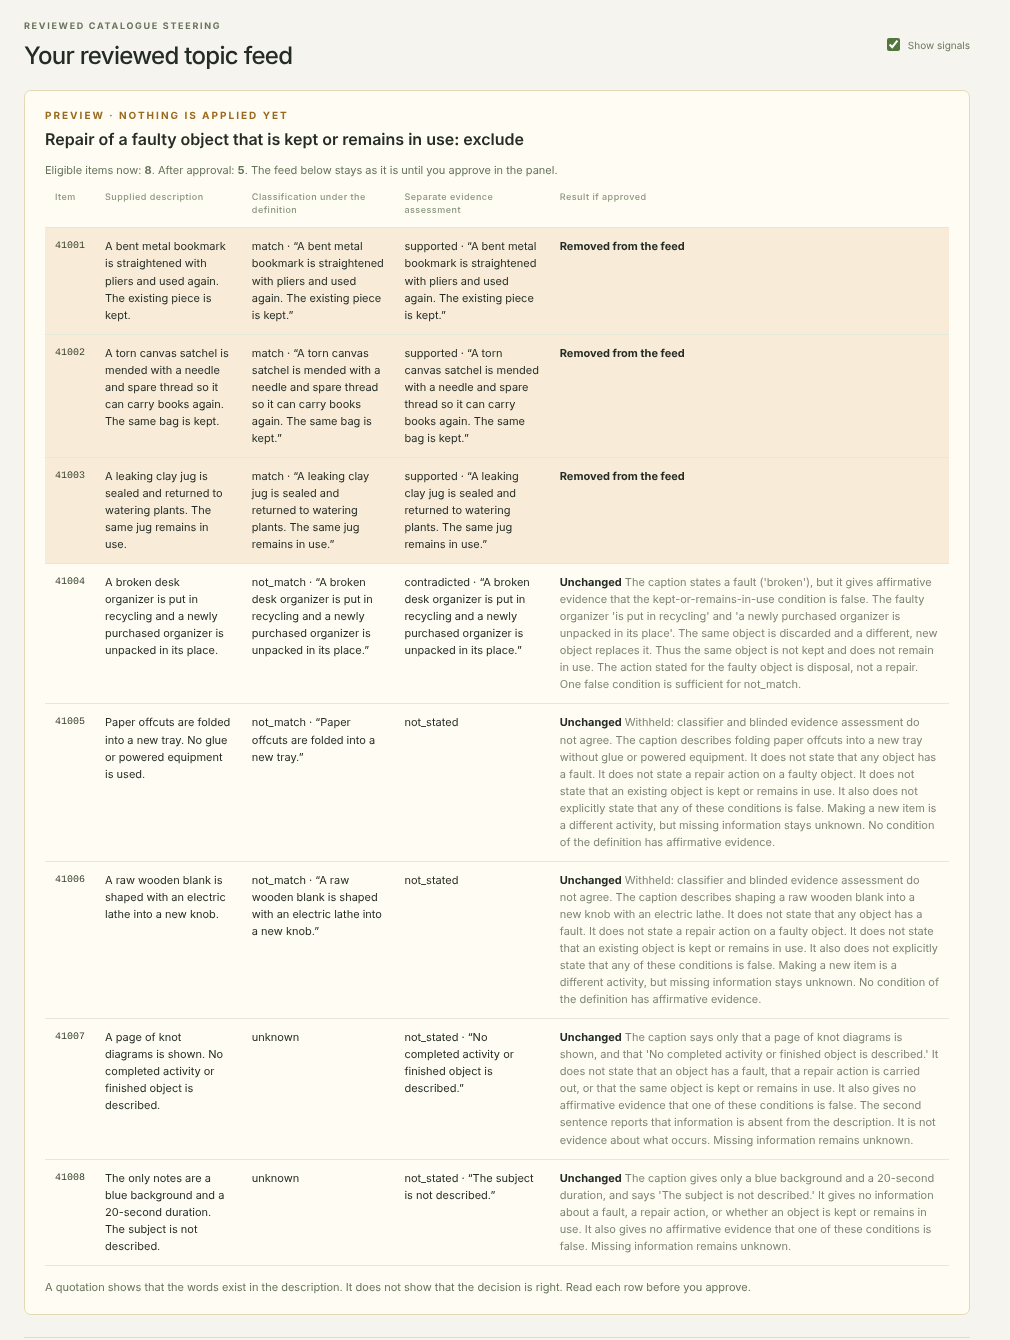 REVIEWED CATALOGUE STEERING
Your reviewed topic feed
Show signals
PREVIEW · NOTHING IS APPLIED YET
Repair of a faulty object that is kept or remains in use: exclude
Eligible items now: 8. After approval: 5. The feed below stays as it is until you approve in the panel.
Item
Supplied description
Classification under the
definition
Separate evidence
assessment
Result if approved
41001
A bent metal bookmark
is straightened with
pliers and used again.
The existing piece is
kept.
match · “A bent metal
bookmark is straightened
with pliers and used
again. The existing piece
is kept.”
supported · “A bent metal
bookmark is straightened
with pliers and used
again. The existing piece
is kept.”
Removed from the feed
41002
A torn canvas satchel is
mended with a needle
and spare thread so it
can carry books again.
The same bag is kept.
match · “A torn canvas
satchel is mended with a
needle and spare thread
so it can carry books
again. The same bag is
kept.”
supported · “A torn
canvas satchel is mended
with a needle and spare
thread so it can carry
books again. The same
bag is kept.”
Removed from the feed
41003
A leaking clay jug is
sealed and returned to
watering plants. The
same jug remains in
use.
match · “A leaking clay
jug is sealed and
returned to watering
plants. The same jug
remains in use.”
supported · “A leaking
clay jug is sealed and
returned to watering
plants. The same jug
remains in use.”
Removed from the feed
41004
A broken desk
organizer is put in
recycling and a newly
purchased organizer is
unpacked in its place.
not_match · “A broken
desk organizer is put in
recycling and a newly
purchased organizer is
unpacked in its place.”
contradicted · “A broken
desk organizer is put in
recycling and a newly
purchased organizer is
unpacked in its place.”
Unchanged The caption states a fault ('broken'), but it gives affirmative
evidence that the kept-or-remains-in-use condition is false. The faulty
organizer 'is put in recycling' and 'a newly purchased organizer is
unpacked in its place'. The same object is discarded and a different, new
object replaces it. Thus the same object is not kept and does not remain
in use. The action stated for the faulty object is disposal, not a repair.
One false condition is sufficient for not_match.
41005
Paper offcuts are folded
into a new tray. No glue
or powered equipment
is used.
not_match · “Paper
offcuts are folded into a
new tray.”
not_stated
Unchanged Withheld: classifier and blinded evidence assessment do
not agree. The caption describes folding paper offcuts into a new tray
without glue or powered equipment. It does not state that any object has
a fault. It does not state a repair action on a faulty object. It does not
state that an existing object is kept or remains in use. It also does not
explicitly state that any of these conditions is false. Making a new item is
a different activity, but missing information stays unknown. No condition
of the definition has affirmative evidence.
41006
A raw wooden blank is
shaped with an electric
lathe into a new knob.
not_match · “A raw
wooden blank is shaped
with an electric lathe into
a new knob.”
not_stated
Unchanged Withheld: classifier and blinded evidence assessment do
not agree. The caption describes shaping a raw wooden blank into a
new knob with an electric lathe. It does not state that any object has a
fault. It does not state a repair action on a faulty object. It does not state
that an existing object is kept or remains in use. It also does not explicitly
state that any of these conditions is false. Making a new item is a
different activity, but missing information stays unknown. No condition of
the definition has affirmative evidence.
41007
A page of knot
diagrams is shown. No
completed activity or
finished object is
described.
unknown
not_stated · “No
completed activity or
finished object is
described.”
Unchanged The caption says only that a page of knot diagrams is
shown, and that 'No completed activity or finished object is described.' It
does not state that an object has a fault, that a repair action is carried
out, or that the same object is kept or remains in use. It also gives no
affirmative evidence that one of these conditions is false. The second
sentence reports that information is absent from the description. It is not
evidence about what occurs. Missing information remains unknown.
41008
The only notes are a
blue background and a
20-second duration.
The subject is not
described.
unknown
not_stated · “The subject
is not described.”
Unchanged The caption gives only a blue background and a 20-second
duration, and says 'The subject is not described.' It gives no information
about a fault, a repair action, or whether an object is kept or remains in
use. It also gives no affirmative evidence that one of these conditions is
false. Missing information remains unknown.
A quotation shows that the words exist in the description. It does not show that the decision is right. Read each row before you approve.